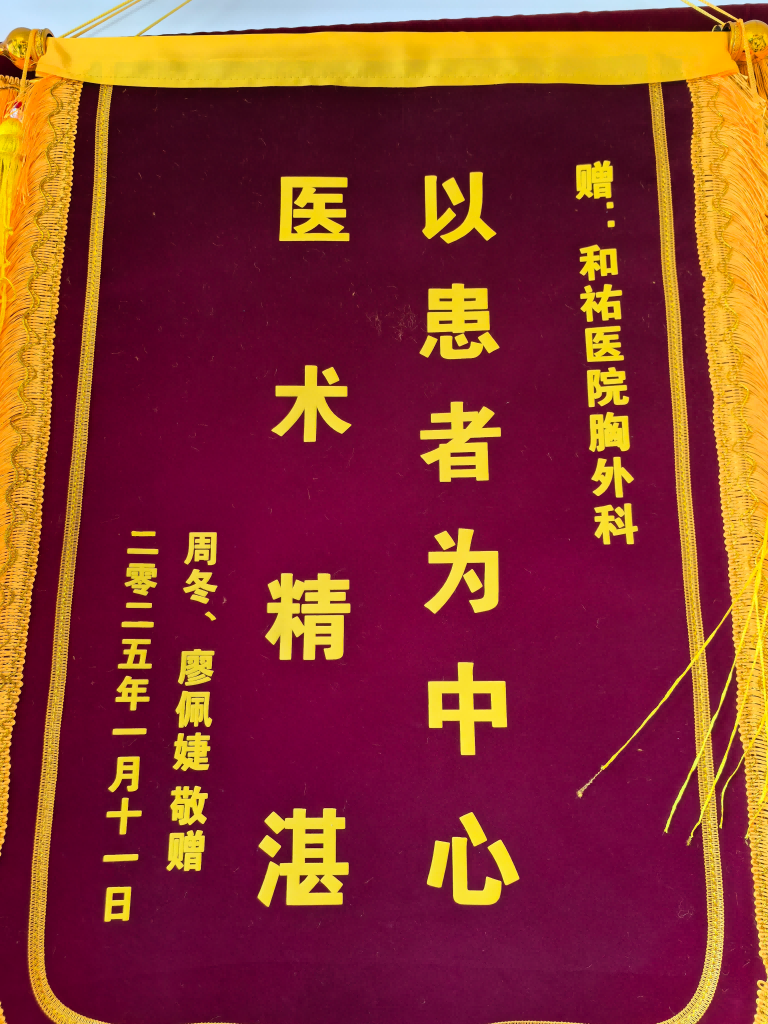 赠：和祐医院胸外科
以患者为中心
医术精湛
周冬、廖佩婕 敬赠
二零二五年一月十一日